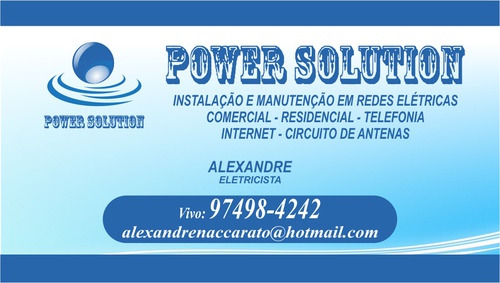 POWER SOLUTION
POWER SOLUTION
INSTALAÇÃO E MANUTENÇÃO EM REDES ELÉTRICAS
COMERCIAL - RESIDENCIAL - TELEFONIA
INTERNET - CIRCUITO DE ANTENAS
ALEXANDRE
ELETRICISTA
Vivo: 97498-4242
alexandrenaccarato@hotmail.com